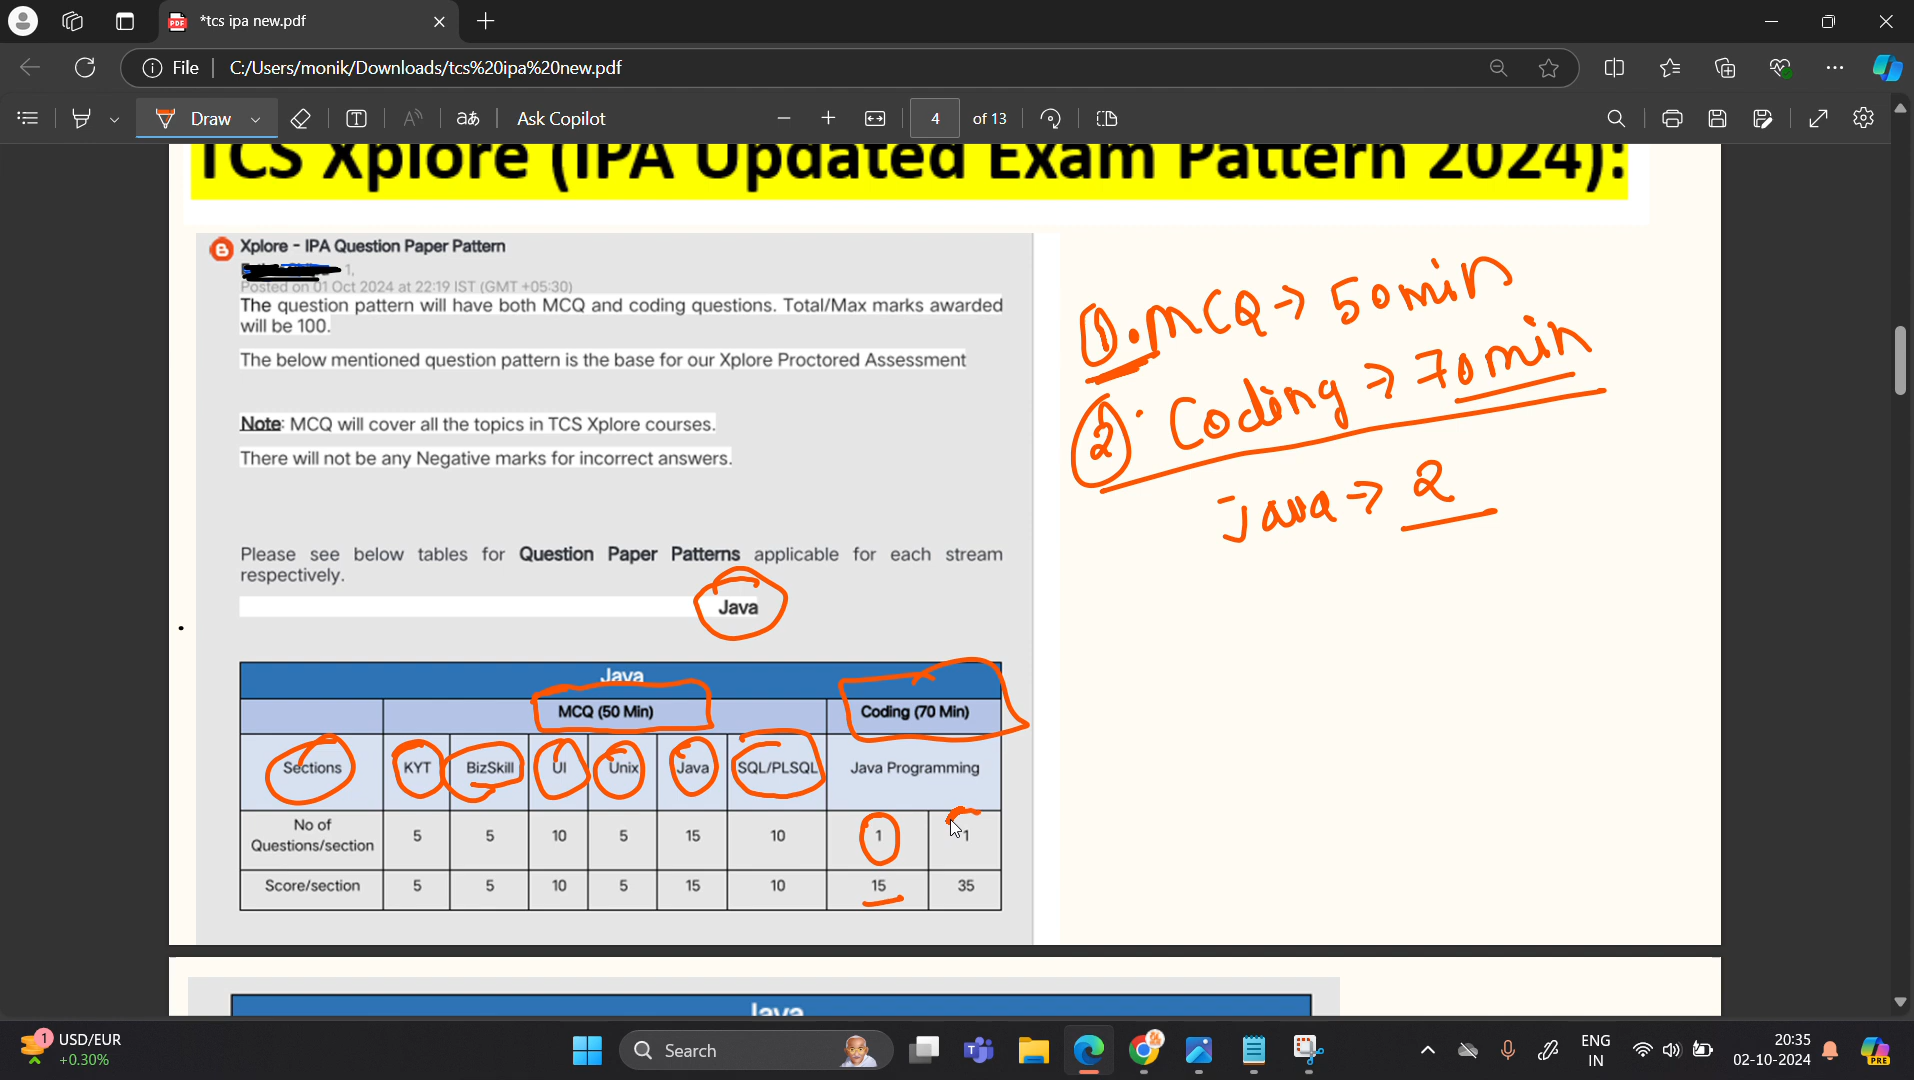 *tcs ipa new.pdf
File
C:/Users/monik/Downloads/tcs%20ipa%20new.pdf
Draw
aあ
Ask Copilot
4
of 13
TCS Xplore (IPA Updated Exam Pattern 2024):
Xplore - IPA Question Paper Pattern
1,
Posted on 01 Oct 2024 at 22:19 IST (GMT +05:30)
The question pattern will have both MCQ and coding questions. Total/Max marks awarded
will be 100.
The below mentioned question pattern is the base for our Xplore Proctored Assessment
Note: MCQ will cover all the topics in TCS Xplore courses.
There will not be any Negative marks for incorrect answers.
Please see below tables for Question Paper Patterns applicable for each stream
respectively.
Java
1. MCQ → 50min
2. Coding → 70min
java → 2
Java
MCQ (50 Min) Coding (70 Min)
Sections KYT BizSkill UI Unix Java SQL/PLSQL Java Programming
No of
Questions/section 5 5 10 5 15 10 1 1
Score/section 5 5 10 5 15 10 15 35
Java
1
USD/EUR
+0.30%
Search
PRE
ENG
IN
20:35
02-10-2024